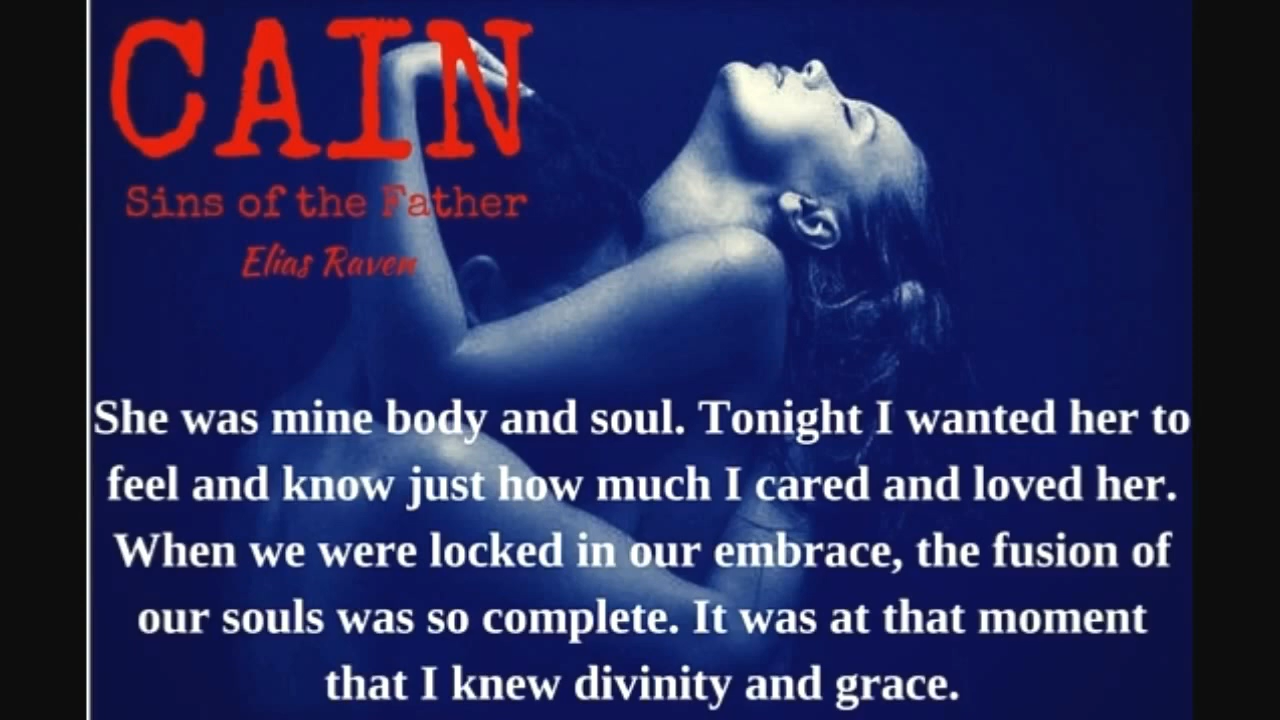 CAIN
Sins of the Father
Elias Raven
She was mine body and soul. Tonight I wanted her to
feel and know just how much I cared and loved her.
When we were locked in our embrace, the fusion of
our souls was so complete. It was at that moment
that I knew divinity and grace.